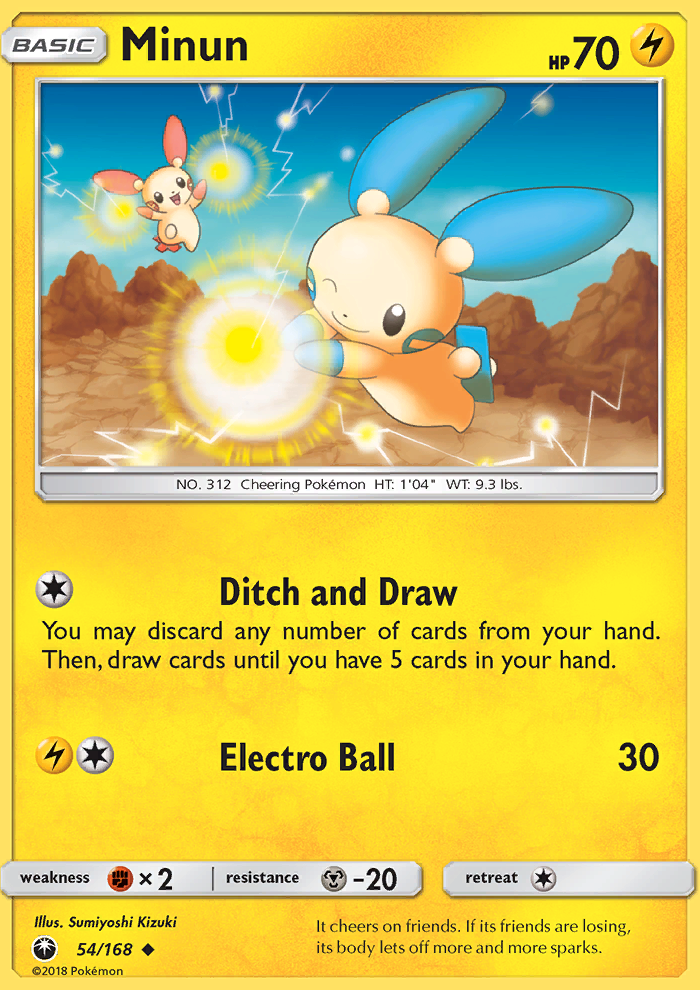 BASIC Minun HP 70
NO. 312 Cheering Pokémon HT: 1'04" WT: 9.3 lbs.
Ditch and Draw
You may discard any number of cards from your hand.
Then, draw cards until you have 5 cards in your hand.
Electro Ball 30
weakness × 2 resistance -20 retreat
Illus. Sumiyoshi Kizuki
54/168
©2018 Pokémon
It cheers on friends. If its friends are losing,
its body lets off more and more sparks.